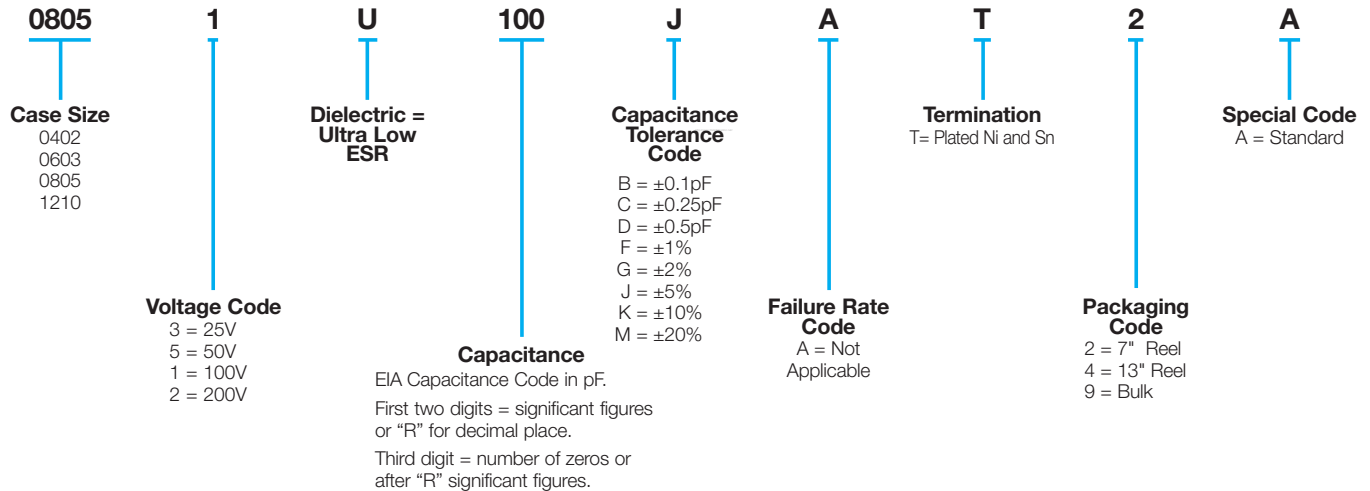 0805 1 U 100 J A T 2 A
Case Size
0402
0603
0805
1210
Voltage Code
3 = 25V
5 = 50V
1 = 100V
2 = 200V
Dielectric =
Ultra Low
ESR
Capacitance
EIA Capacitance Code in pF.
First two digits = significant figures
or “R” for decimal place.
Third digit = number of zeros or
after “R” significant figures.
Capacitance
Tolerance
Code
B = ±0.1pF
C = ±0.25pF
D = ±0.5pF
F = ±1%
G = ±2%
J = ±5%
K = ±10%
M = ±20%
Failure Rate
Code
A = Not
Applicable
Termination
T= Plated Ni and Sn
Packaging
Code
2 = 7" Reel
4 = 13" Reel
9 = Bulk
Special Code
A = Standard